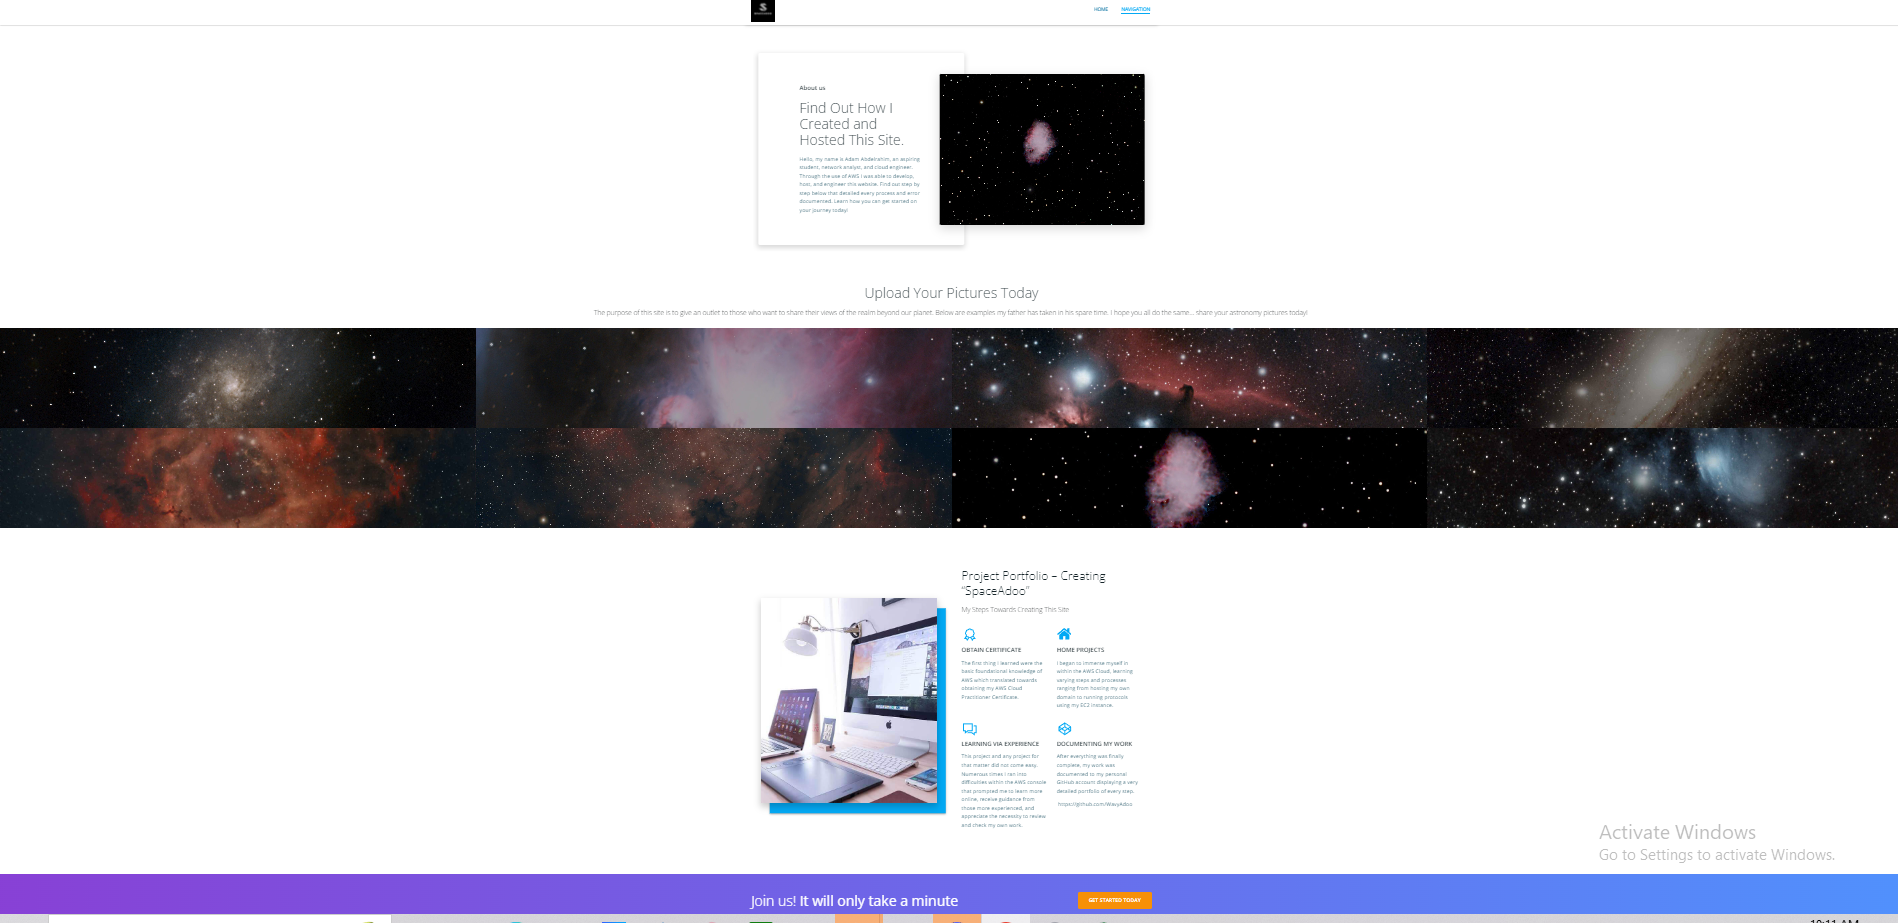 HOME NAVIGATION
About us
Find Out How I
Created and
Hosted This Site.
Hello, my name is Adam Abdelrahim, an aspiring
student, network analyst, and cloud engineer.
Through the use of AWS I was able to develop,
host, and engineer this website. Find out step by
step below that detailed every process and error
documented. Learn how you can get started on
your journey today!
Upload Your Pictures Today
The purpose of this site is to give an outlet to those who want to share their views of the realm beyond our planet. Below are examples my father has taken in his spare time. I hope you all do the same... share your astronomy pictures today!
Project Portfolio – Creating
“SpaceAdoo”
My Steps Towards Creating This Site
OBTAIN CERTIFICATE
The first thing I learned were the
basic foundational knowledge of
AWS which translated towards
obtaining my AWS Cloud
Practitioner Certificate.
HOME PROJECTS
I began to immerse myself in
within the AWS Cloud, learning
varying steps and processes
ranging from hosting my own
domain to running protocols
using my EC2 instance.
LEARNING VIA EXPERIENCE
This project and any project for
that matter did not come easy.
Numerous times I ran into
difficulties within the AWS console
that prompted me to learn more
online, receive guidance from
those more experienced, and
appreciate the necessity to review
and check my own work.
DOCUMENTING MY WORK
After everything was finally
complete, my work was
documented to my personal
GitHub account displaying a very
detailed portfolio of every step.
https://github.com/WavyAdoo
Activate Windows
Go to Settings to activate Windows.
Join us! It will only take a minute
GET STARTED TODAY